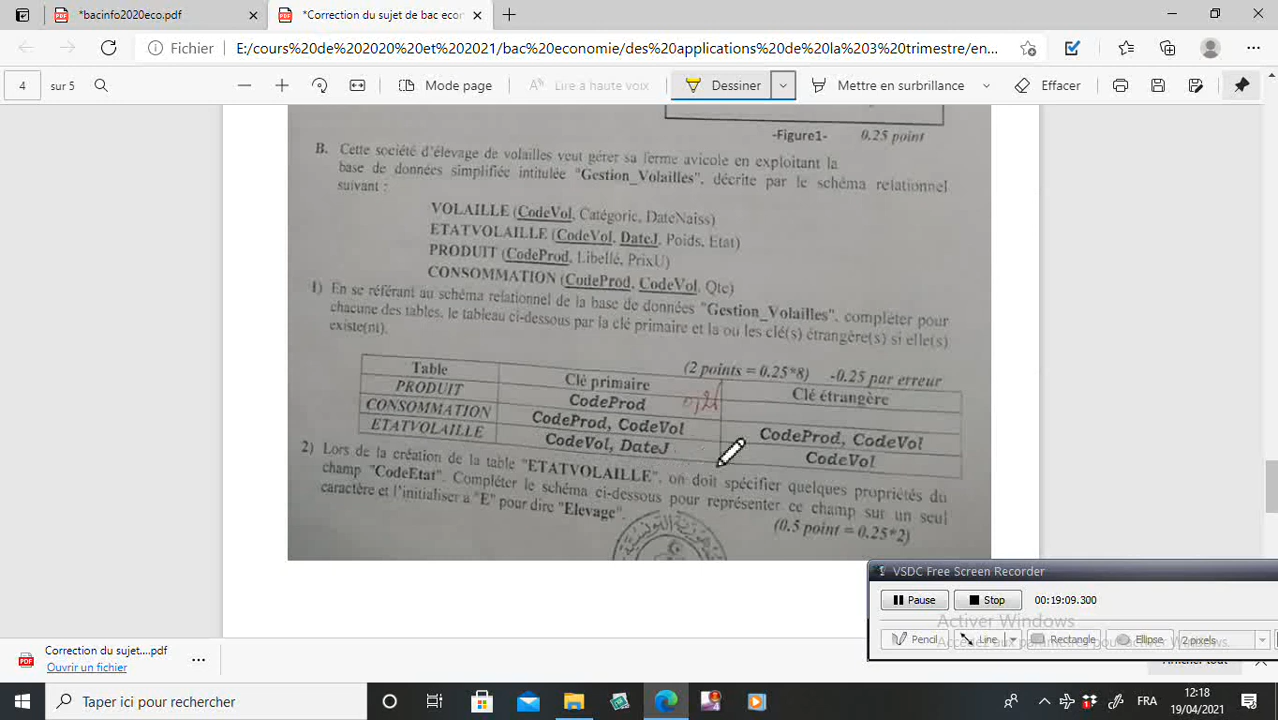 *bacinfo2020eco.pdf
*Correction du sujet de bac econ
Fichier
E:/cours%20de%202020%20et%202021/bac%20economie/des%20applications%20de%20la%203%20trimestre/en...
4 sur 5
Mode page
Lire à haute voix
Dessiner
Mettre en surbrillance
Effacer
-Figure1- 0.25 point
B. Cette société d'élevage de volailles veut gérer sa ferme avicole en exploitant la
base de données simplifiée intitulée "Gestion_Volailles", décrite par le schéma relationnel
suivant :
VOLAILLE (CodeVol, Catégorie, DateNaiss)
ETATVOLAILLE (CodeVol, DateJ, Poids, Etat)
PRODUIT (CodeProd, Libellé, PrixU)
CONSOMMATION (CodeProd, CodeVol, Qte)
1) En se référant au schéma relationnel de la base de données "Gestion_Volailles", compléter pour
chacune des tables, le tableau ci-dessous par la clé primaire et la ou les clé(s) étrangère(s) si elle(s)
existe(nt).
(2 points = 0.25*8) -0.25 par erreur
Table Clé primaire Clé étrangère
PRODUIT CodeProd 0,25
CONSOMMATION CodeProd, CodeVol CodeProd, CodeVol
ETATVOLAILLE CodeVol, DateJ CodeVol
2) Lors de la création de la table "ETATVOLAILLE", on doit spécifier quelques propriétés du
champ "CodeEtat". Compléter le schéma ci-dessous pour représenter ce champ sur un seul
caractère et l'initialiser à "E" pour dire "Elevage".
(0.5 point = 0.25*2)
VSDC Free Screen Recorder
Pause
Stop
00:19:09.300
Activer Windows
Accédez aux paramètres pour activer Windows.
Pencil
Line
Rectangle
Ellipse
2 pixels
Correction du sujet....pdf
Ouvrir un fichier
Afficher tout
Taper ici pour rechercher
FRA
12:18
19/04/2021